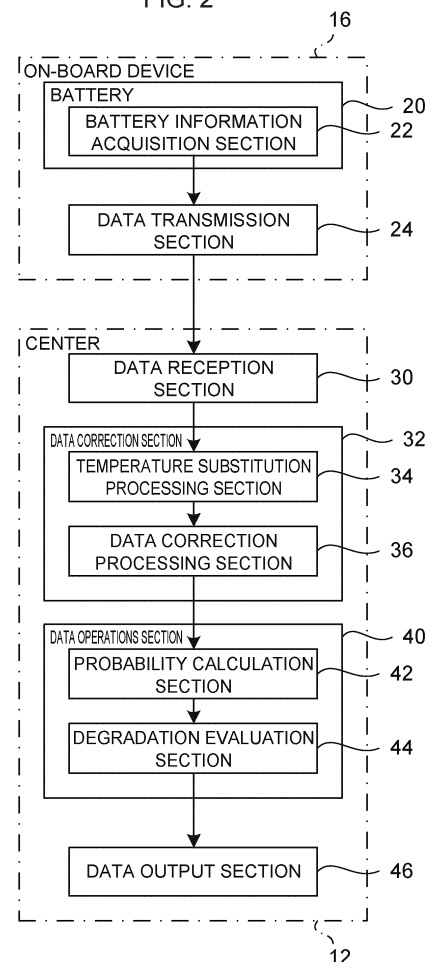 FIG. 2
16
ON-BOARD DEVICE
BATTERY
20
BATTERY INFORMATION
ACQUISITION SECTION
22
DATA TRANSMISSION
SECTION
24
CENTER
DATA RECEPTION
SECTION
30
DATA CORRECTION SECTION
32
TEMPERATURE SUBSTITUTION
PROCESSING SECTION
34
DATA CORRECTION
PROCESSING SECTION
36
DATA OPERATIONS SECTION
40
PROBABILITY CALCULATION
SECTION
42
DEGRADATION EVALUATION
SECTION
44
DATA OUTPUT SECTION
46
12